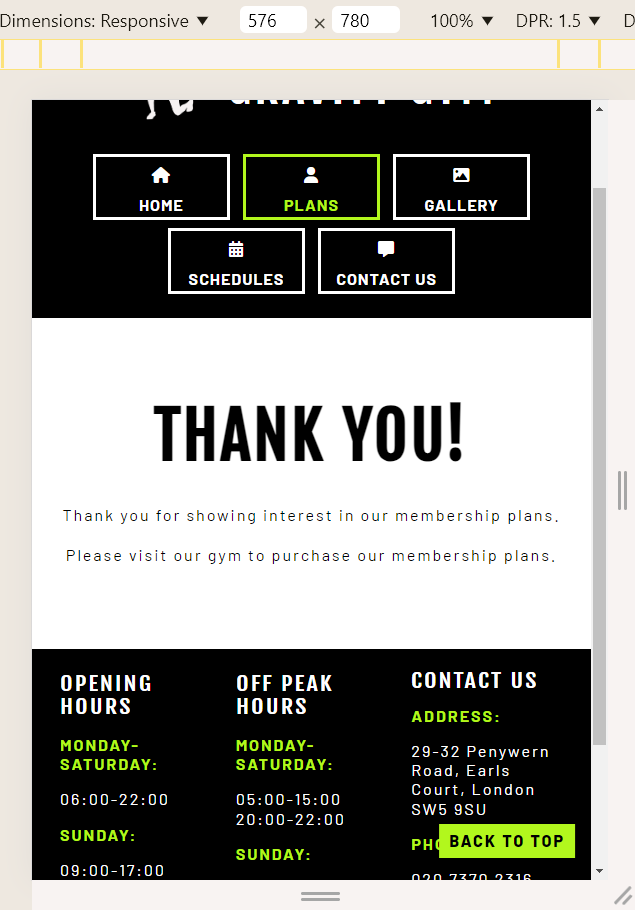 Dimensions: Responsive ▼ 576 × 780 100% ▼ DPR: 1.5 ▼ D
GRAVITY GYM
HOME PLANS GALLERY
SCHEDULES CONTACT US
THANK YOU!
Thank you for showing interest in our membership plans.
Please visit our gym to purchase our membership plans.
OPENING
HOURS
MONDAY-
SATURDAY:
06:00-22:00
SUNDAY:
09:00-17:00
OFF PEAK
HOURS
MONDAY-
SATURDAY:
05:00-15:00
20:00-22:00
SUNDAY:
CONTACT US
ADDRESS:
29-32 Penywern
Road, Earls
Court, London
SW5 9SU
PHO
BACK TO TOP
020 7370 2316